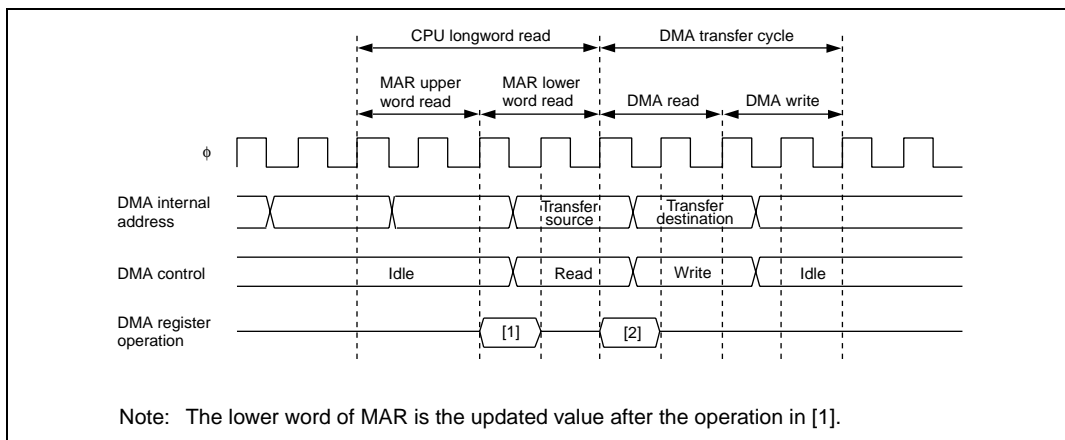 CPU longword read
DMA transfer cycle
MAR upper
word read
MAR lower
word read
DMA read
DMA write
ϕ
DMA internal
address
Transfer
source
Transfer
destination
DMA control
Idle
Read
Write
Idle
DMA register
operation
[1]
[2]
Note: The lower word of MAR is the updated value after the operation in [1].